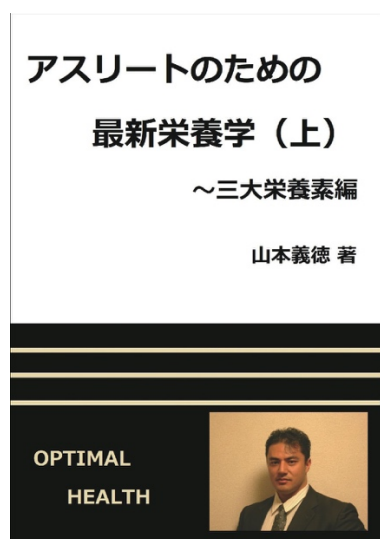 アスリートのための
最新栄養学（上）
～三大栄養素編
山本義徳 著
OPTIMAL
HEALTH